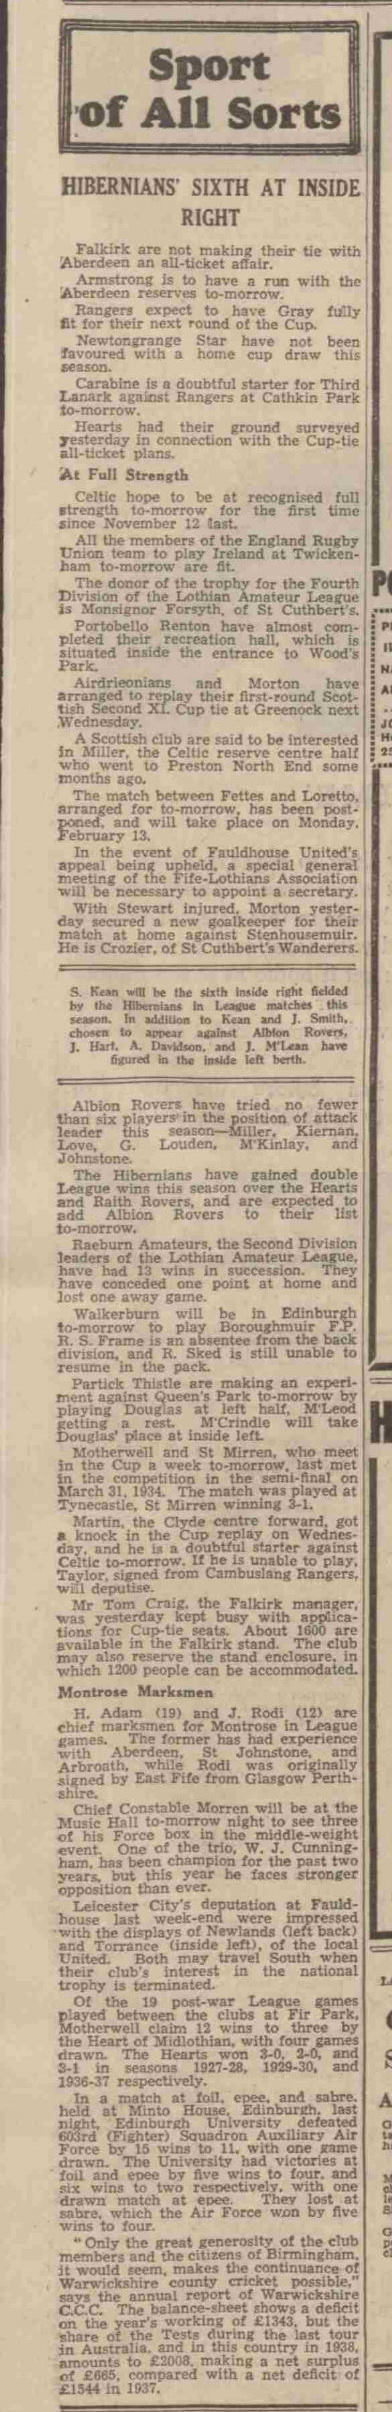 Sport
of All Sorts
HIBERNIANS' SIXTH AT INSIDE
RIGHT
Falkirk are not making their tie with
Aberdeen an all-ticket affair.
Armstrong is to have a run with the
Aberdeen reserves to-morrow.
Rangers expect to have Gray fully
fit for their next round of the Cup.
Newtongrange Star have not been
favoured with a home cup draw this
season.
Carabine is a doubtful starter for Third
Lanark against Rangers at Cathkin Park
to-morrow.
Hearts had their ground surveyed
yesterday in connection with the Cup-tie
all-ticket plans.
At Full Strength
Celtic hope to be at recognised full
strength to-morrow for the first time
since November 12 last.
All the members of the England Rugby
Union team to play Ireland at Twicken-
ham to-morrow are fit.
The donor of the trophy for the Fourth
Division of the Lothian Amateur League
is Monsignor Forsyth, of St Cuthbert's.
Portobello Renton have almost com-
pleted their recreation hall, which is
situated inside the entrance to Wood's
Park.
Airdrieonians and Morton have
arranged to replay their first-round Scot-
tish Second XI. Cup tie at Greenock next
Wednesday.
A Scottish club are said to be interested
in Miller, the Celtic reserve centre half
who went to Preston North End some
months ago.
The match between Fettes and Loretto,
arranged for to-morrow, has been post-
poned, and will take place on Monday,
February 13.
In the event of Fauldhouse United's
appeal being upheld, a special general
meeting of the Fife-Lothians Association
will be necessary to appoint a secretary.
With Stewart injured, Morton yester-
day secured a new goalkeeper for their
match at home against Stenhousemuir.
He is Crozier, of St Cuthbert's Wanderers.
S. Kean will be the sixth inside right fielded
by the Hibernians in League matches this
season. In addition to Kean and J. Smith,
chosen to appear against Albion Rovers,
J. Hart, A. Davidson, and J. M'Lean have
figured in the inside left berth.
Albion Rovers have tried no fewer
than six players in the position of attack
leader this season—Miller, Kiernan,
Love, G. Louden, M'Kinlay, and
Johnstone.
The Hibernians have gained double
League wins this season over the Hearts
and Raith Rovers, and are expected to
add Albion Rovers to their list
to-morrow.
Raeburn Amateurs, the Second Division
leaders of the Lothian Amateur League,
have had 13 wins in succession. They
have conceded one point at home and
lost one away game.
Walkerburn will be in Edinburgh
to-morrow to play Boroughmuir F.P.
R. S. Frame is an absentee from the back
division, and R. Sked is still unable to
resume in the pack.
Partick Thistle are making an experi-
ment against Queen's Park to-morrow by
playing Douglas at left half, M'Leod
getting a rest. M'Crindle will take
Douglas' place at inside left.
Motherwell and St Mirren, who meet
in the Cup a week to-morrow, last met
in the competition in the semi-final on
March 31, 1934. The match was played at
Tynecastle, St Mirren winning 3-1.
Martin, the Clyde centre forward, got
a knock in the Cup replay on Wednes-
day, and he is a doubtful starter against
Celtic to-morrow. If he is unable to play,
Taylor, signed from Cambuslang Rangers,
will deputise.
Mr Tom Craig, the Falkirk manager,
was yesterday kept busy with applica-
tions for Cup-tie seats. About 1600 are
available in the Falkirk stand. The club
may also reserve the stand enclosure, in
which 1200 people can be accommodated.
Montrose Marksmen
H. Adam (19) and J. Rodi (12) are
chief marksmen for Montrose in League
games. The former has had experience
with Aberdeen, St Johnstone, and
Arbroath, while Rodi was originally
signed by East Fife from Glasgow Perth-
shire.
Chief Constable Morren will be at the
Music Hall to-morrow night to see three
of his Force box in the middle-weight
event. One of the trio, W. J. Cunning-
ham, has been champion for the past two
years, but this year he faces stronger
opposition than ever.
Leicester City's deputation at Fauld-
house last week-end were impressed
with the displays of Newlands (left back)
and Torrance (inside left), of the local
United. Both may travel South when
their club's interest in the national
trophy is terminated.
Of the 19 post-war League games
played between the clubs at Fir Park,
Motherwell claim 12 wins to three by
the Heart of Midlothian, with four games
drawn. The Hearts won 3-0, 2-0, and
3-1 in seasons 1927-28, 1929-30, and
1936-37 respectively.
In a match at foil, epee, and sabre,
held at Minto House, Edinburgh, last
night, Edinburgh University defeated
603rd (Fighter) Squadron Auxiliary Air
Force by 15 wins to 11, with one game
drawn. The University had victories at
foil and epee by five wins to four, and
six wins to two respectively, with one
drawn match at epee. They lost at
sabre, which the Air Force won by five
wins to four.
"Only the great generosity of the club
members and the citizens of Birmingham,
it would seem, makes the continuance of
Warwickshire county cricket possible,"
says the annual report of Warwickshire
C.C.C. The balance-sheet shows a deficit
on the year's working of £1343, but the
share of the Tests during the last tour
in Australia, and in this country in 1938,
amounts to £2008, making a net surplus
of £665, compared with a net deficit of
£1544 in 1937.